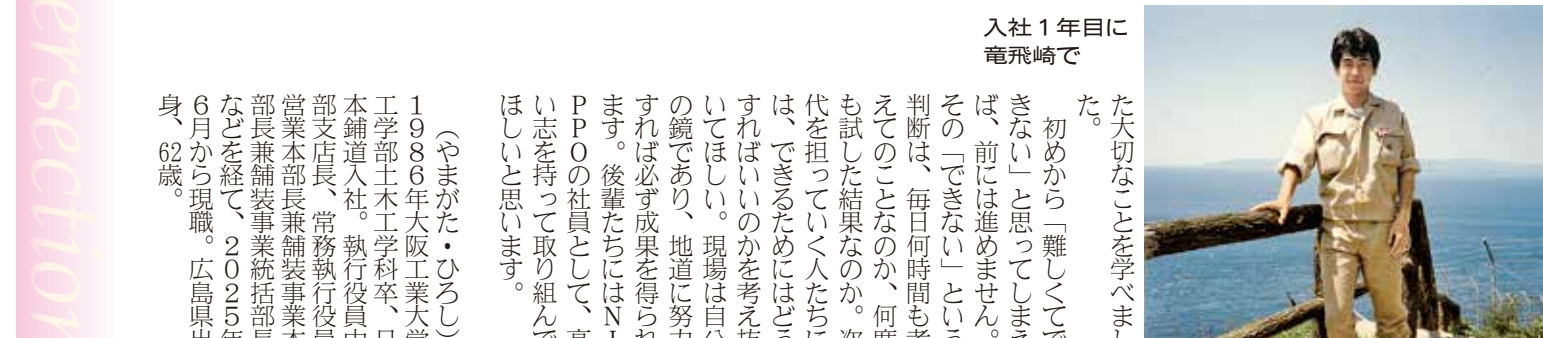 入社1年目に
竜飛崎で
た大切なことを学べまし
た。
初めから「難しくてで
きない」と思ってしまえ
ば、前には進めません。
その「できない」という
判断は、毎日何時間も考
えてのことなのか、何度
も試した結果なのか。次
代を担っていく人たちに
は、できるためにはどう
すればいいのかを考え抜
いてほしい。現場は自分
の鏡であり、地道に努力
すれば必ず成果を得られ
ます。後輩たちにはNI
PPOの社員として、高
い志を持って取り組んで
ほしいと思います。
（やまがた・ひろし）
1986年大阪工業大学
工学部土木工学科卒、日
本鋪道入社。執行役員中
部支店長、常務執行役員
営業本部長兼舗装事業本
部長兼舗装事業統括部長
などを経て、2025年
6月から現職。広島県出
身、62歳。
ersection